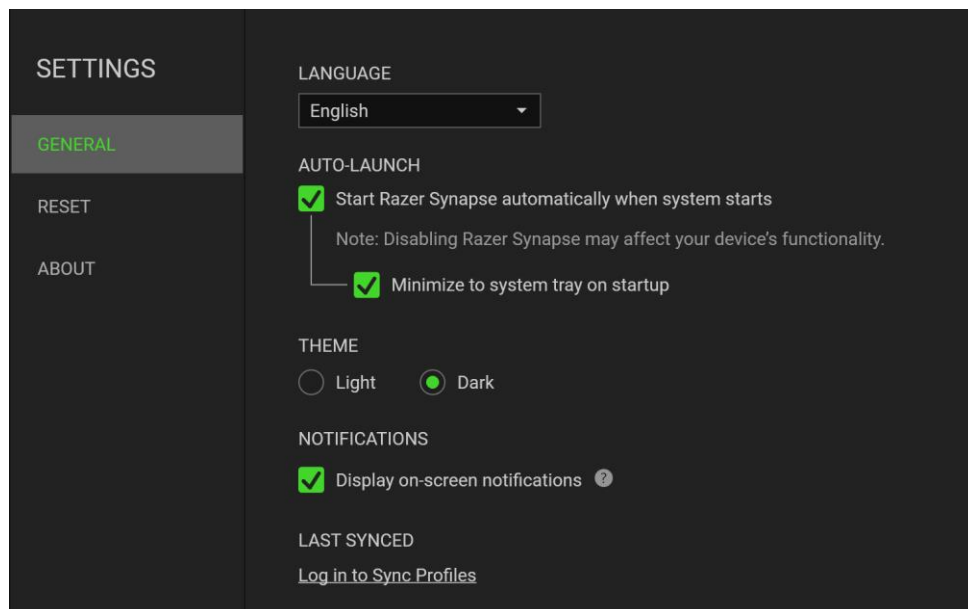 SETTINGS
GENERAL
RESET
ABOUT
LANGUAGE
English
AUTO-LAUNCH
Start Razer Synapse automatically when system starts
Note: Disabling Razer Synapse may affect your device’s functionality.
Minimize to system tray on startup
THEME
Light Dark
NOTIFICATIONS
Display on-screen notifications ?
LAST SYNCED
Log in to Sync Profiles